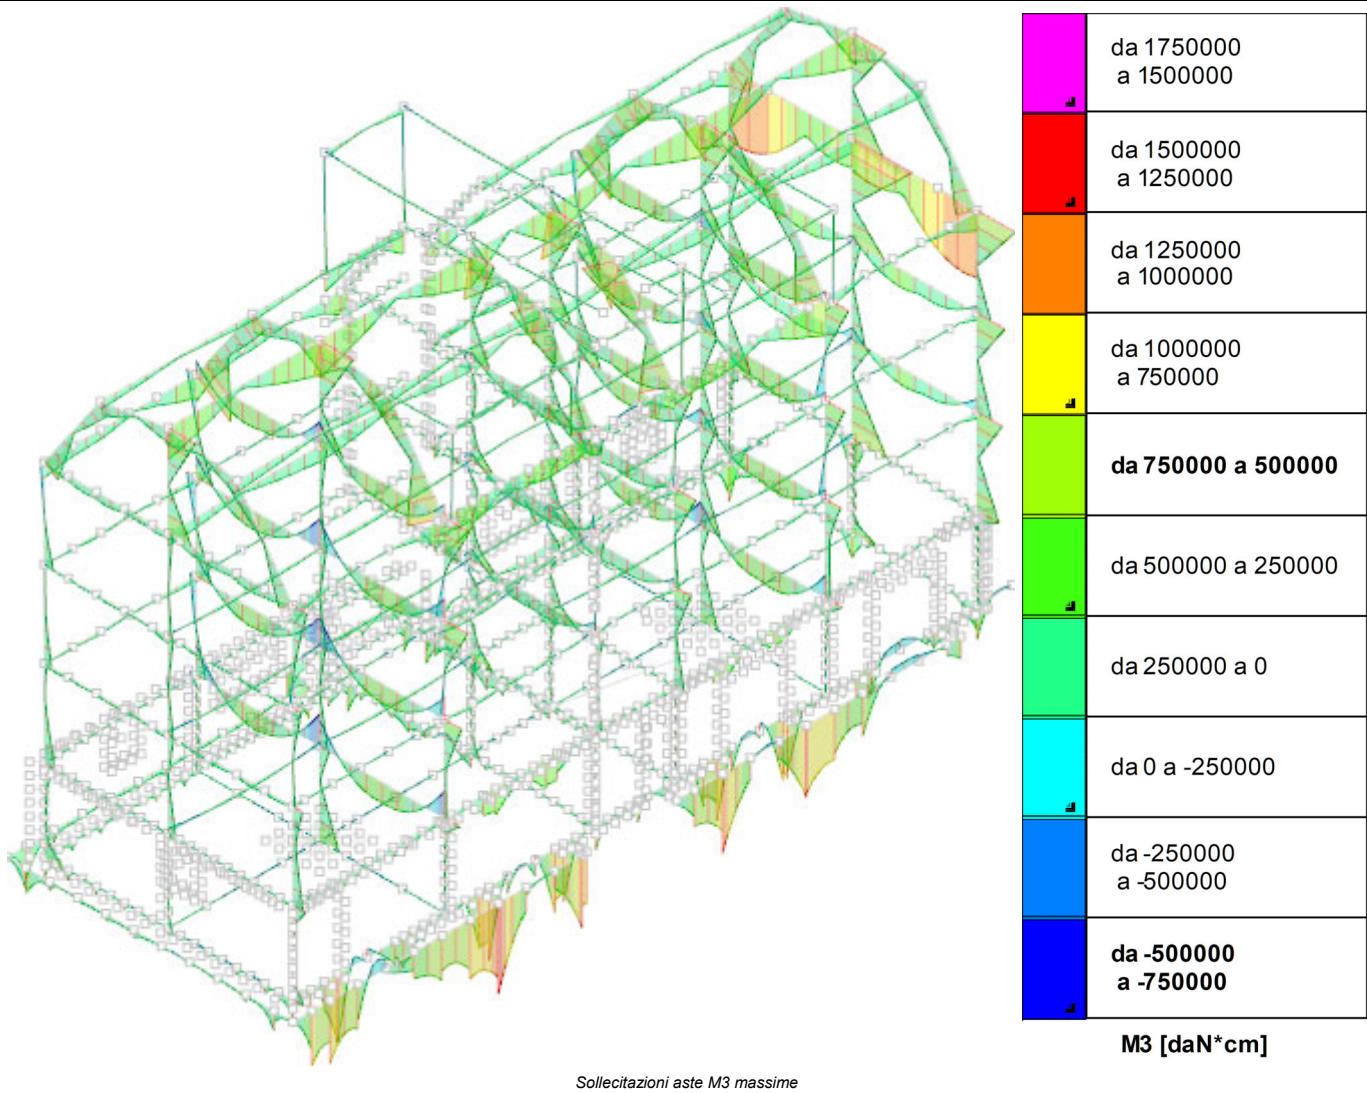 da 1750000
a 1500000
da 1500000
a 1250000
da 1250000
a 1000000
da 1000000
a 750000
da 750000 a 500000
da 500000 a 250000
da 250000 a 0
da 0 a -250000
da -250000
a -500000
da -500000
a -750000
M3 [daN*cm]
Sollecitazioni aste M3 massime